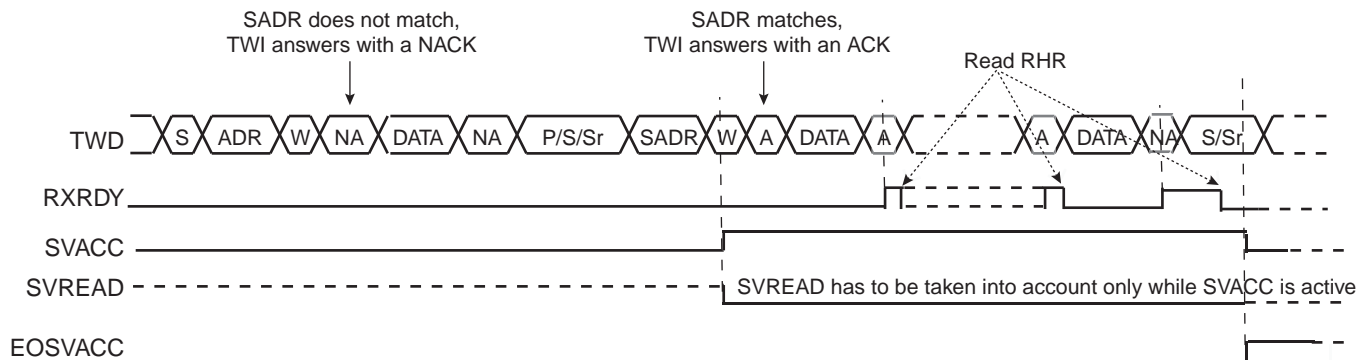 SADR does not match,
TWI answers with a NACK
SADR matches,
TWI answers with an ACK
Read RHR
TWD S ADR W NA DATA NA P/S/Sr SADR W A DATA A A DATA NA S/Sr
RXRDY
SVACC
SVREAD SVREAD has to be taken into account only while SVACC is active
EOSVACC